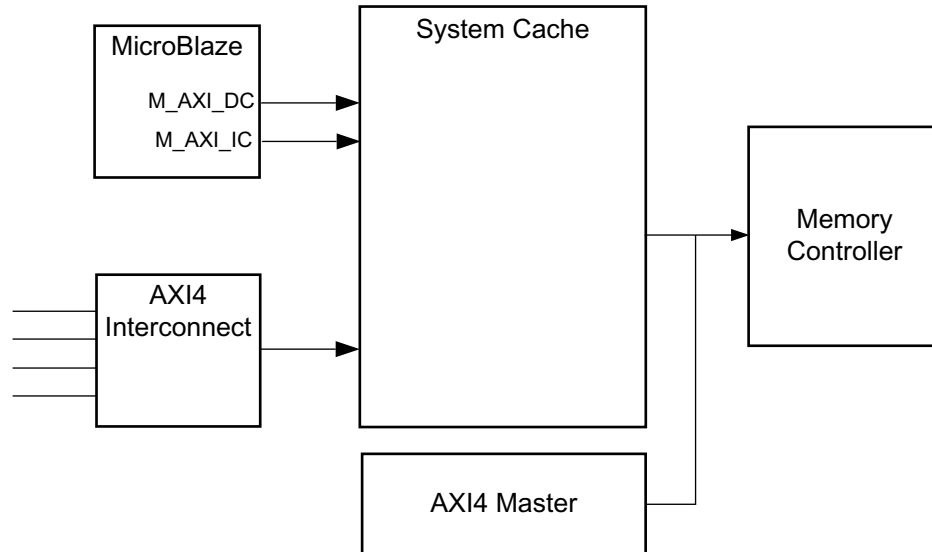 System Cache
MicroBlaze
M_AXI_DC
M_AXI_IC
Memory
Controller
AXI4
Interconnect
AXI4 Master